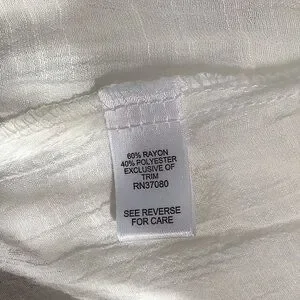 60% RAYON
40% POLYESTER
EXCLUSIVE OF
TRIM
RN37080
SEE REVERSE
FOR CARE